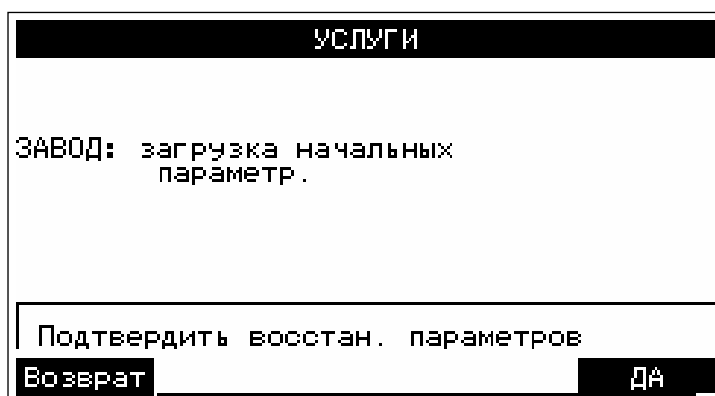 УСЛУГИ
ЗАВОД: загрузка начальных
параметр.
Подтвердить восстан. параметров
Возврат ДА